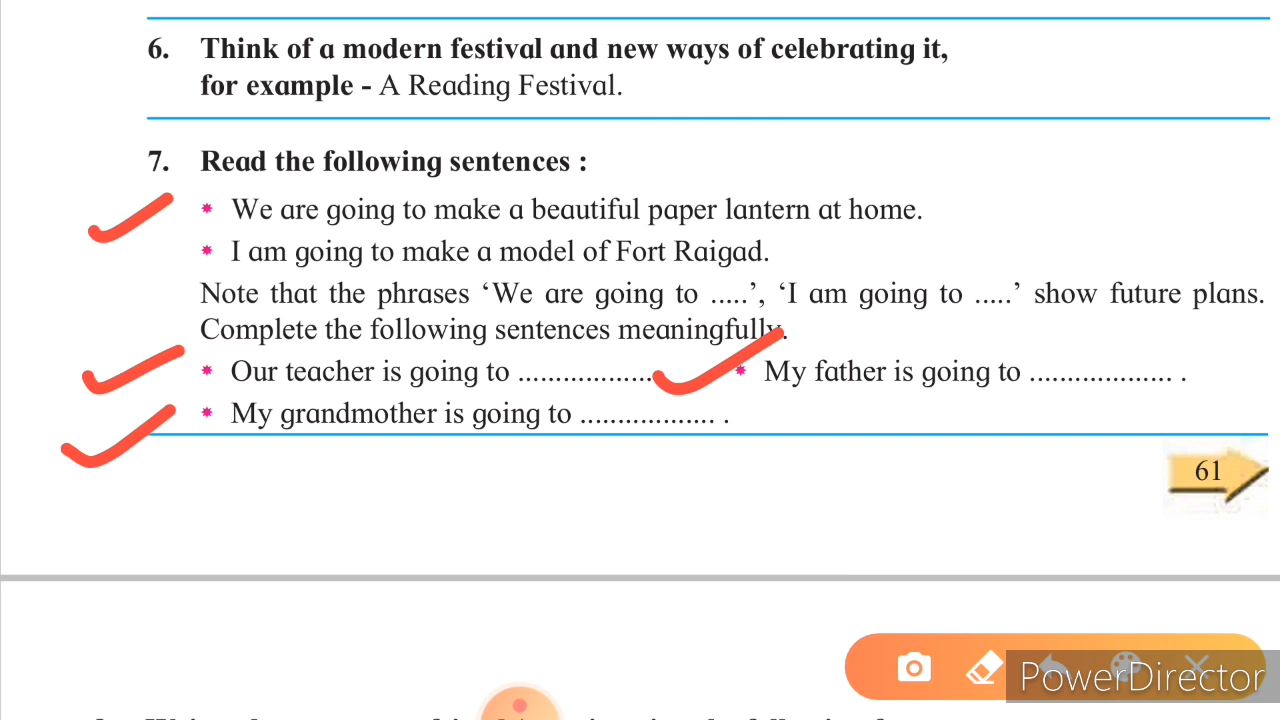 6. Think of a modern festival and new ways of celebrating it,
for example - A Reading Festival.
7. Read the following sentences :
* We are going to make a beautiful paper lantern at home.
* I am going to make a model of Fort Raigad.
Note that the phrases ‘We are going to .....’, ‘I am going to .....’ show future plans.
Complete the following sentences meaningfully.
* Our teacher is going to .................. * My father is going to ................... .
* My grandmother is going to .................. .
61
PowerDirector